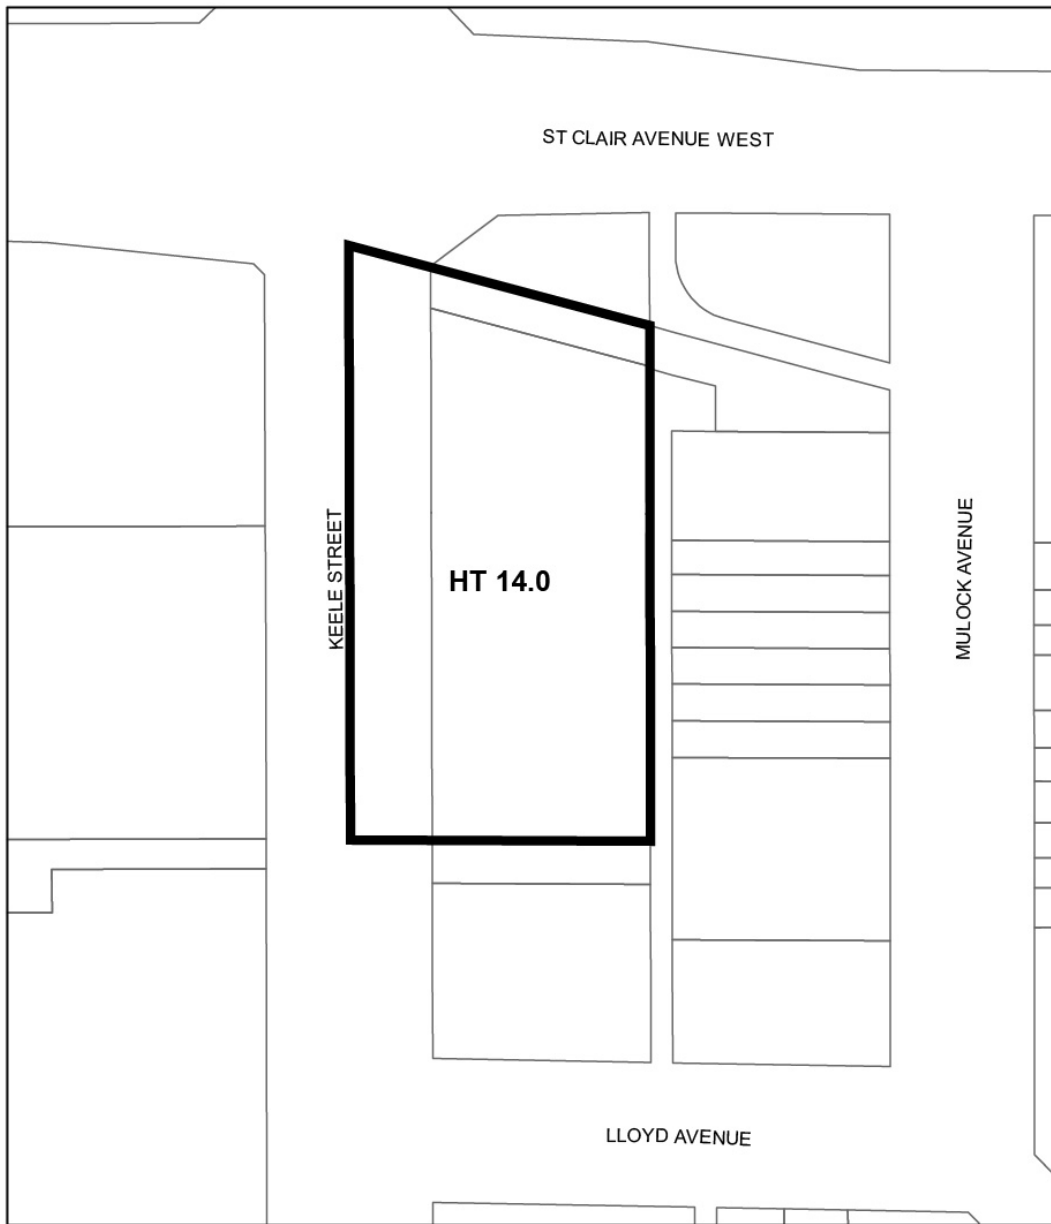 ST CLAIR AVENUE WEST
KEELE STREET
HT 14.0
MULOCK AVENUE
LLOYD AVENUE